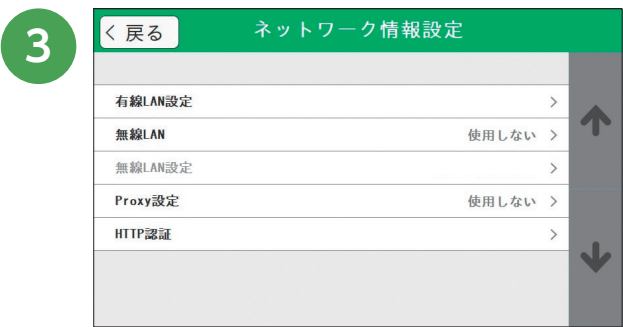 3
< 戻る
ネットワーク情報設定
有線LAN設定 >
無線LAN 使用しない >
無線LAN設定 >
Proxy設定 使用しない >
HTTP認証 >